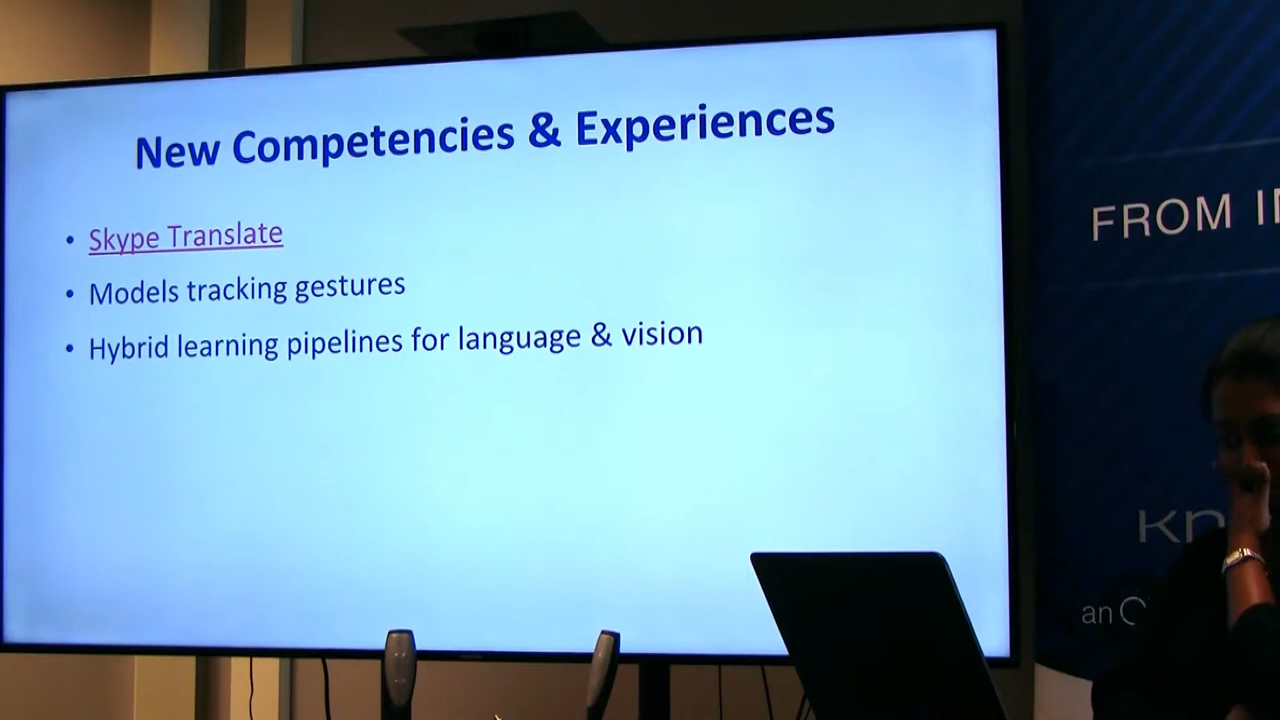 New Competencies & Experiences
• Skype Translate
• Models tracking gestures
• Hybrid learning pipelines for language & vision
FROM
an